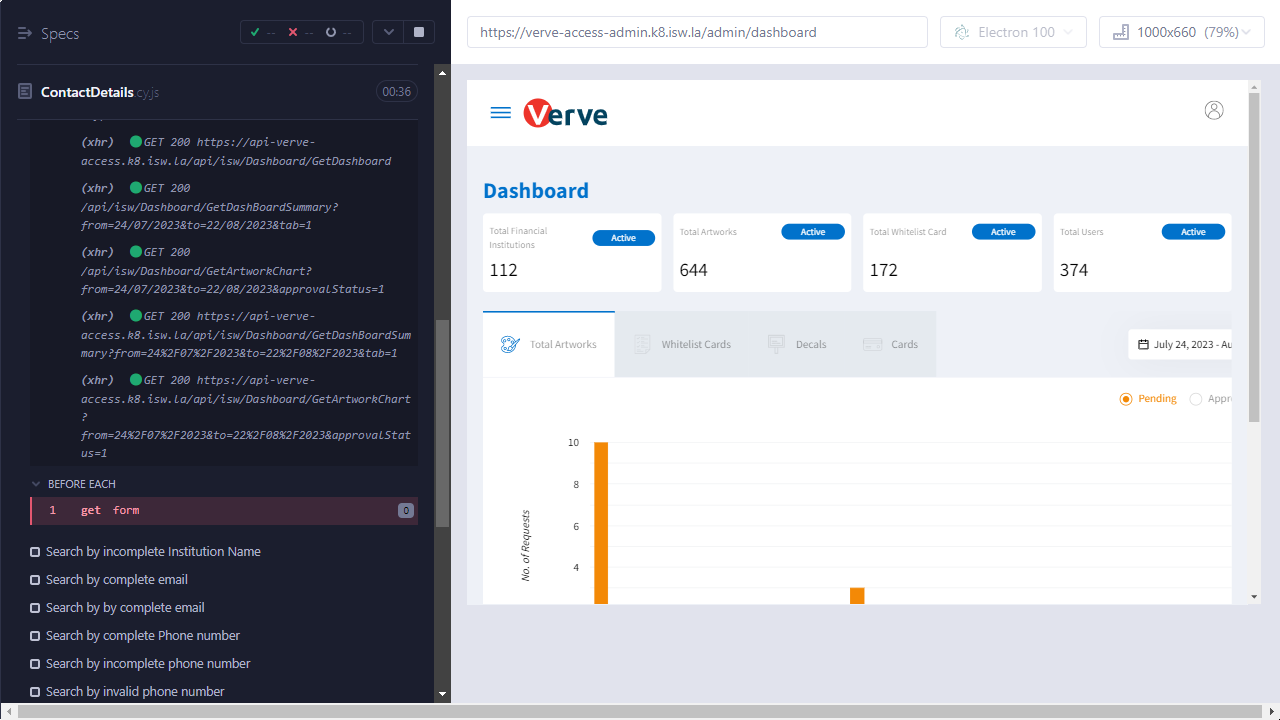 Specs
-- -- --
ContactDetails.cy.js
00:36
(xhr) GET 200 https://api-verve-
access.k8.isw.la/api/isw/Dashboard/GetDashboard
(xhr) GET 200
/api/isw/Dashboard/GetDashBoardSummary?
from=24/07/2023&to=22/08/2023&tab=1
(xhr) GET 200
/api/isw/Dashboard/GetArtworkChart?
from=24/07/2023&to=22/08/2023&approvalStatus=1
(xhr) GET 200 https://api-verve-
access.k8.isw.la/api/isw/Dashboard/GetDashBoardSum
mary?from=24%2F07%2F2023&to=22%2F08%2F2023&tab=1
(xhr) GET 200 https://api-verve-
access.k8.isw.la/api/isw/Dashboard/GetArtworkChart
?
from=24%2F07%2F2023&to=22%2F08%2F2023&approvalStat
us=1
BEFORE EACH
1 get form 0
Search by incomplete Institution Name
Search by complete email
Search by by complete email
Search by complete Phone number
Search by incomplete phone number
Search by invalid phone number
https://verve-access-admin.k8.isw.la/admin/dashboard
Electron 100
1000x660 (79%)
Verve
Dashboard
Total Financial
Institutions
Active
112
Total Artworks
Active
644
Total Whitelist Card
Active
172
Total Users
Active
374
Total Artworks
Whitelist Cards
Decals
Cards
July 24, 2023 - Au
Pending
Appro
10
8
6
4
No. of Requests